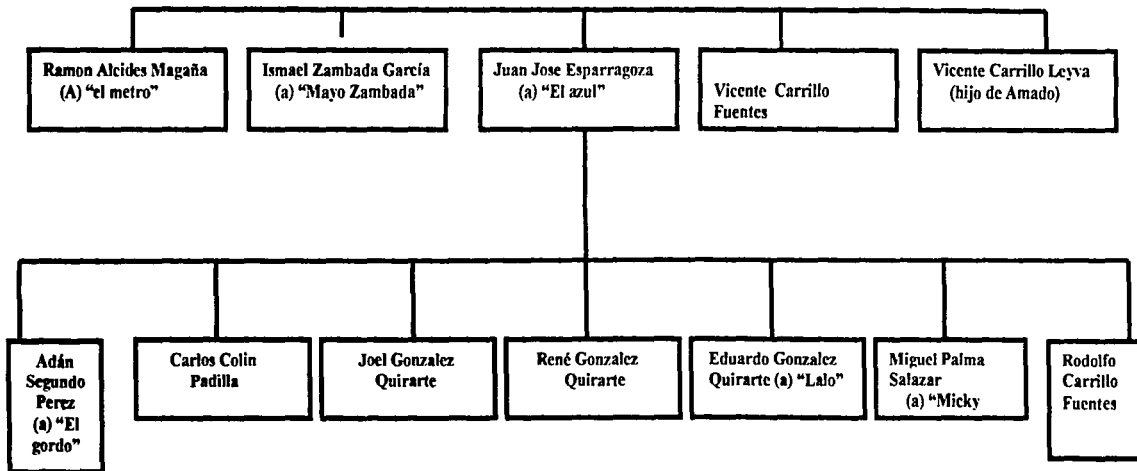 Ramon Alcides Magaña
(A) “el metro”
Ismael Zambada García
(a) “Mayo Zambada”
Juan Jose Esparragoza
(a) “El azul”
Vicente Carrillo
Fuentes
Vicente Carrillo Leyva
(hijo de Amado)
Adán
Segundo
Perez
(a) “El
gordo”
Carlos Colin
Padilla
Joel Gonzalez
Quirarte
René Gonzalez
Quirarte
Eduardo Gonzalez
Quirarte (a) “Lalo”
Miguel Palma
Salazar
(a) “Micky
Rodolfo
Carrillo
Fuentes